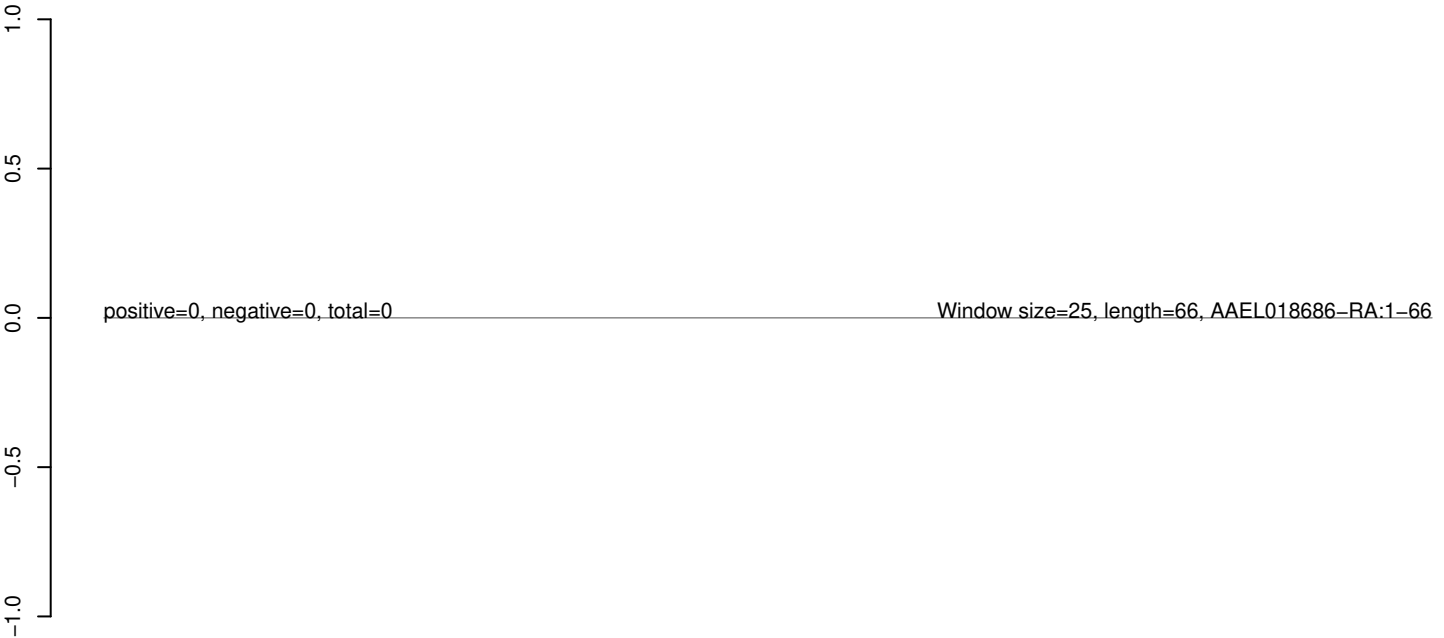 1.0
0.5
0.0
−0.5
−1.0
positive=0, negative=0, total=0
Window size=25, length=66, AAEL018686−RA:1−66